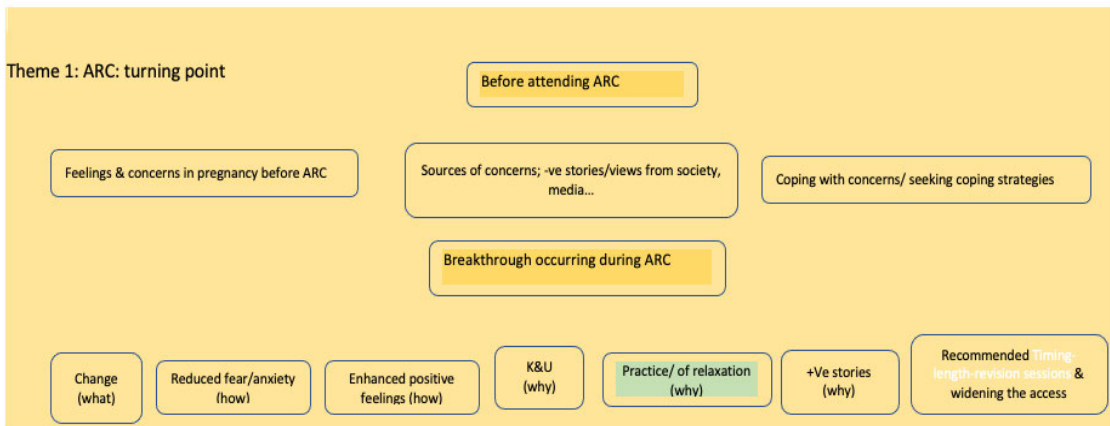 Theme 1: ARC: turning point
Before attending ARC
Feelings & concerns in pregnancy before ARC
Sources of concerns; -ve stories/views from society,
media...
Coping with concerns/ seeking coping strategies
Breakthrough occurring during ARC
Change
(what)
Reduced fear/anxiety
(how)
Enhanced positive
feelings (how)
K&U
(why)
Practice/ of relaxation
(why)
+Ve stories
(why)
Recommended Timing-
length-revision sessions &
widening the access